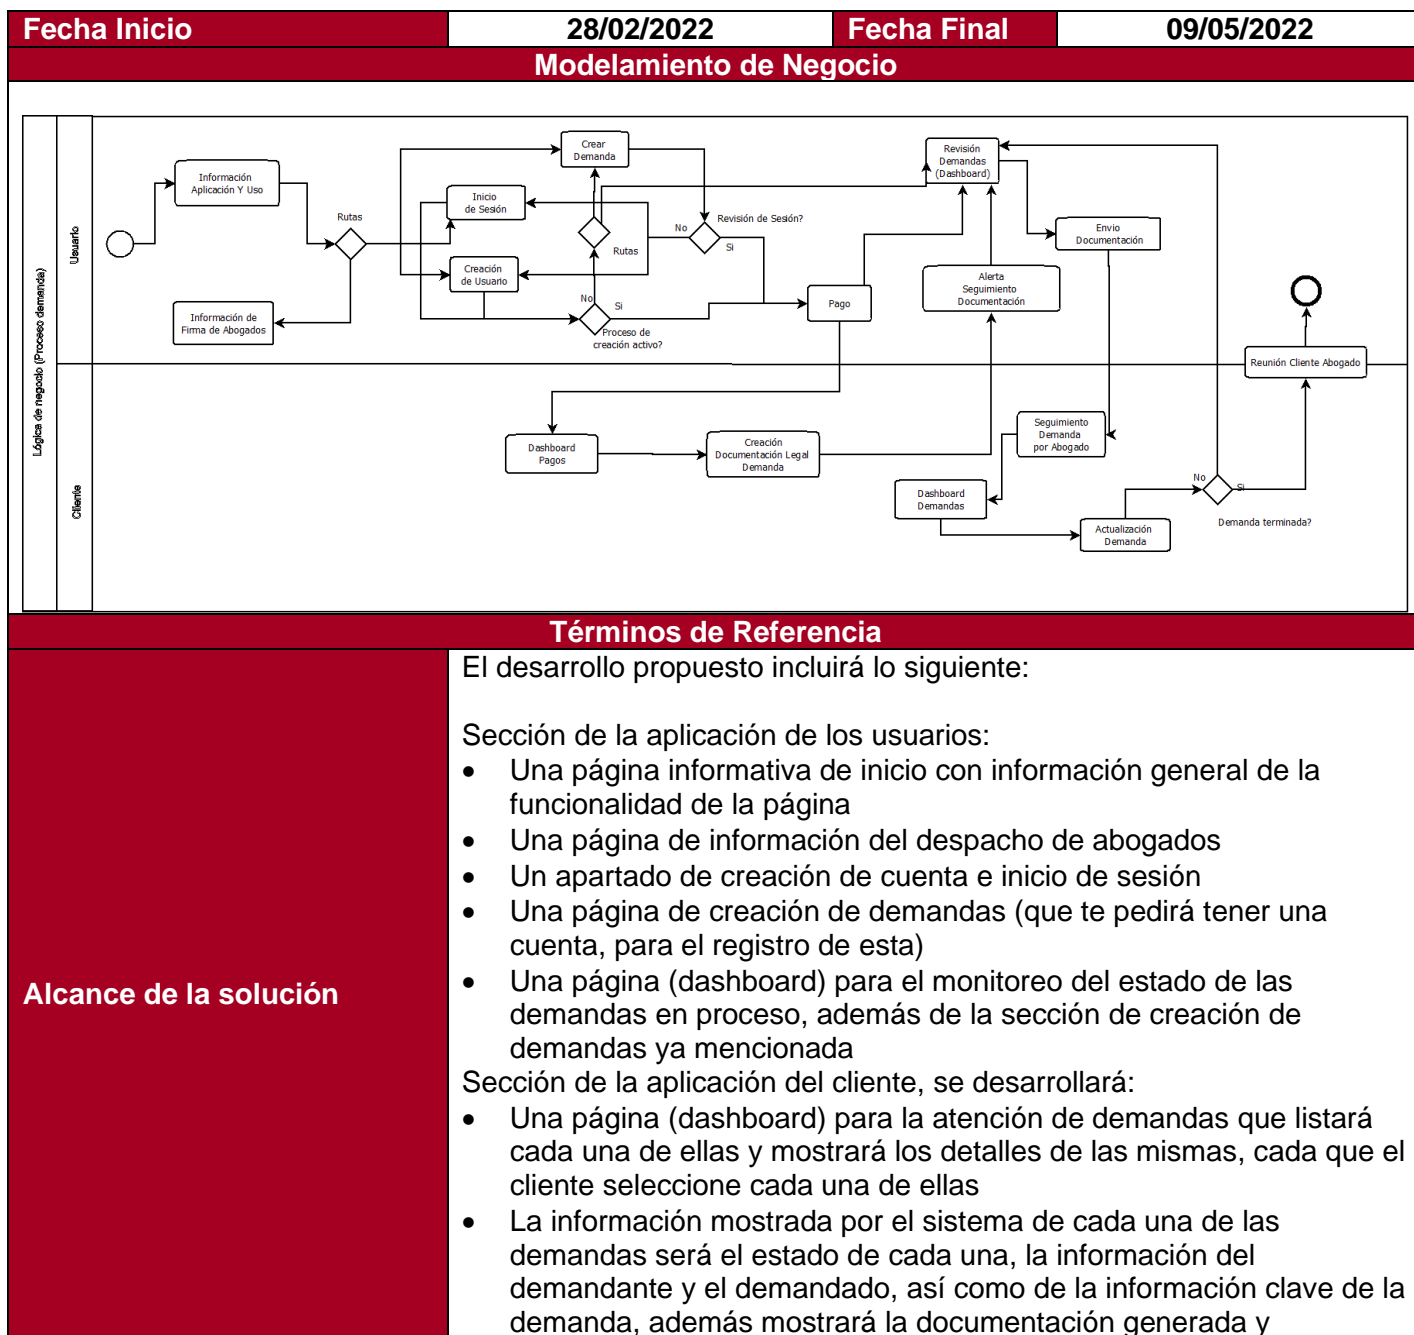 Fecha Inicio 28/02/2022 Fecha Final 09/05/2022
Modelamiento de Negocio
Lógica de negocio (Proceso demanda)
Usuario
Información
Aplicación Y Uso
Rutas
Información de
Firma de Abogados
Inicio
de Sesión
Creación
de Usuario
Crear
Demanda
Rutas
No
Si
Proceso de
creación activo?
Revisión de Sesión?
No
Si
Pago
Revisión
Demandas
(Dashboard)
Envio
Documentación
Alerta
Seguimiento
Documentación
Reunión Cliente Abogado
Cliente
Dashboard
Pagos
Creación
Documentación Legal
Demanda
Seguimiento
Demanda
por Abogado
Dashboard
Demandas
Actualización
Demanda
No
Si
Demanda terminada?
Términos de Referencia
Alcance de la solución
El desarrollo propuesto incluirá lo siguiente:
Sección de la aplicación de los usuarios:
• Una página informativa de inicio con información general de la
funcionalidad de la página
• Una página de información del despacho de abogados
• Un apartado de creación de cuenta e inicio de sesión
• Una página de creación de demandas (que te pedirá tener una
cuenta, para el registro de esta)
• Una página (dashboard) para el monitoreo del estado de las
demandas en proceso, además de la sección de creación de
demandas ya mencionada
Sección de la aplicación del cliente, se desarrollará:
• Una página (dashboard) para la atención de demandas que listará
cada una de ellas y mostrará los detalles de las mismas, cada que el
cliente seleccione cada una de ellas
• La información mostrada por el sistema de cada una de las
demandas será el estado de cada una, la información del
demandante y el demandado, así como de la información clave de la
demanda, además mostrará la documentación generada y